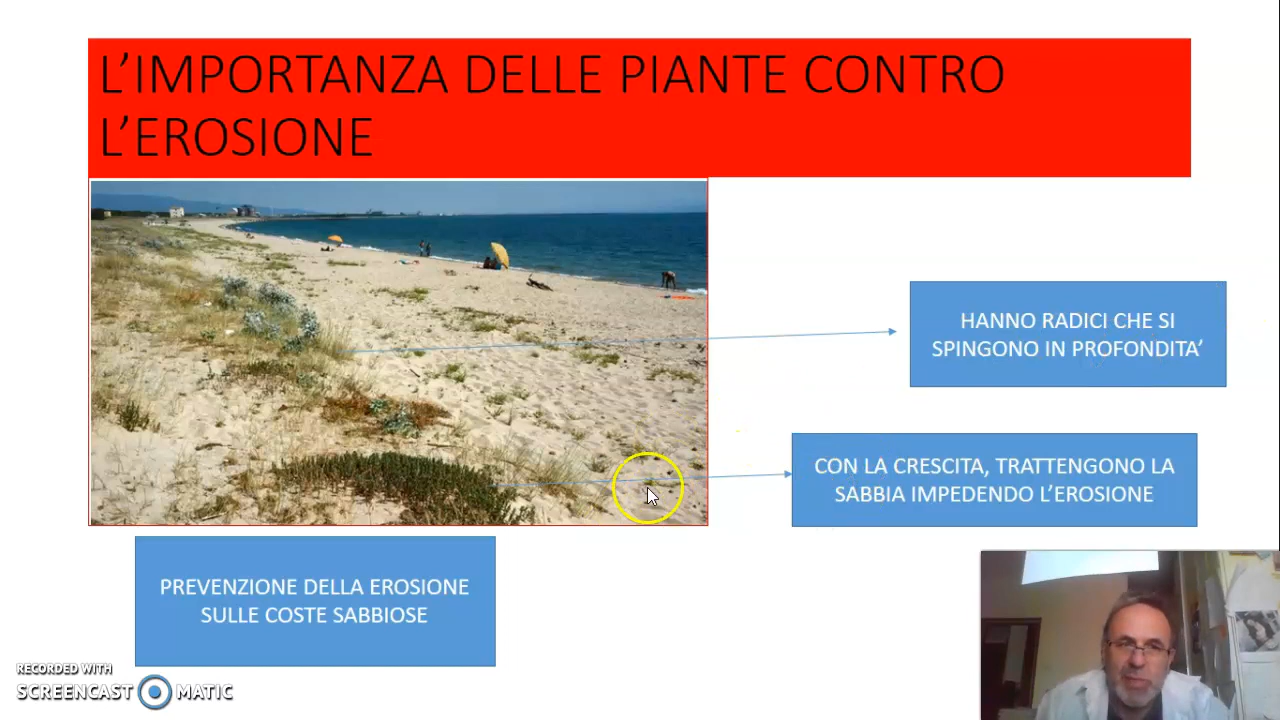 L’IMPORTANZA DELLE PIANTE CONTRO
L’EROSIONE
HANNO RADICI CHE SI
SPINGONO IN PROFONDITA’
CON LA CRESCITA, TRATTENGONO LA
SABBIA IMPEDENDO L’EROSIONE
PREVENZIONE DELLA EROSIONE
SULLE COSTE SABBIOSE
RECORDED WITH
SCREENCAST MATIC